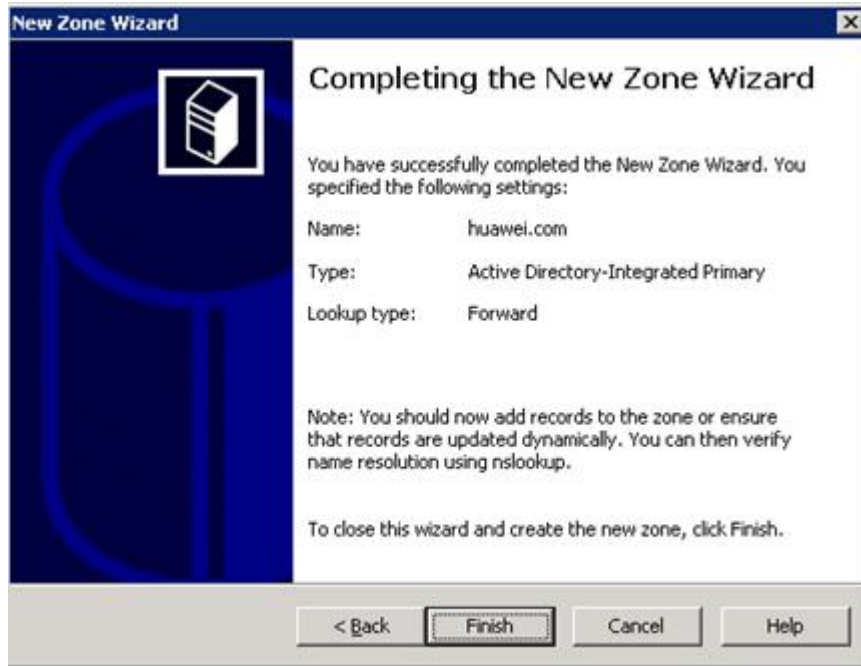 New Zone Wizard
Completing the New Zone Wizard
You have successfully completed the New Zone Wizard. You
specified the following settings:
Name: huawei.com
Type: Active Directory-Integrated Primary
Lookup type: Forward
Note: You should now add records to the zone or ensure
that records are updated dynamically. You can then verify
name resolution using nslookup.
To close this wizard and create the new zone, click Finish.
< Back Finish Cancel Help